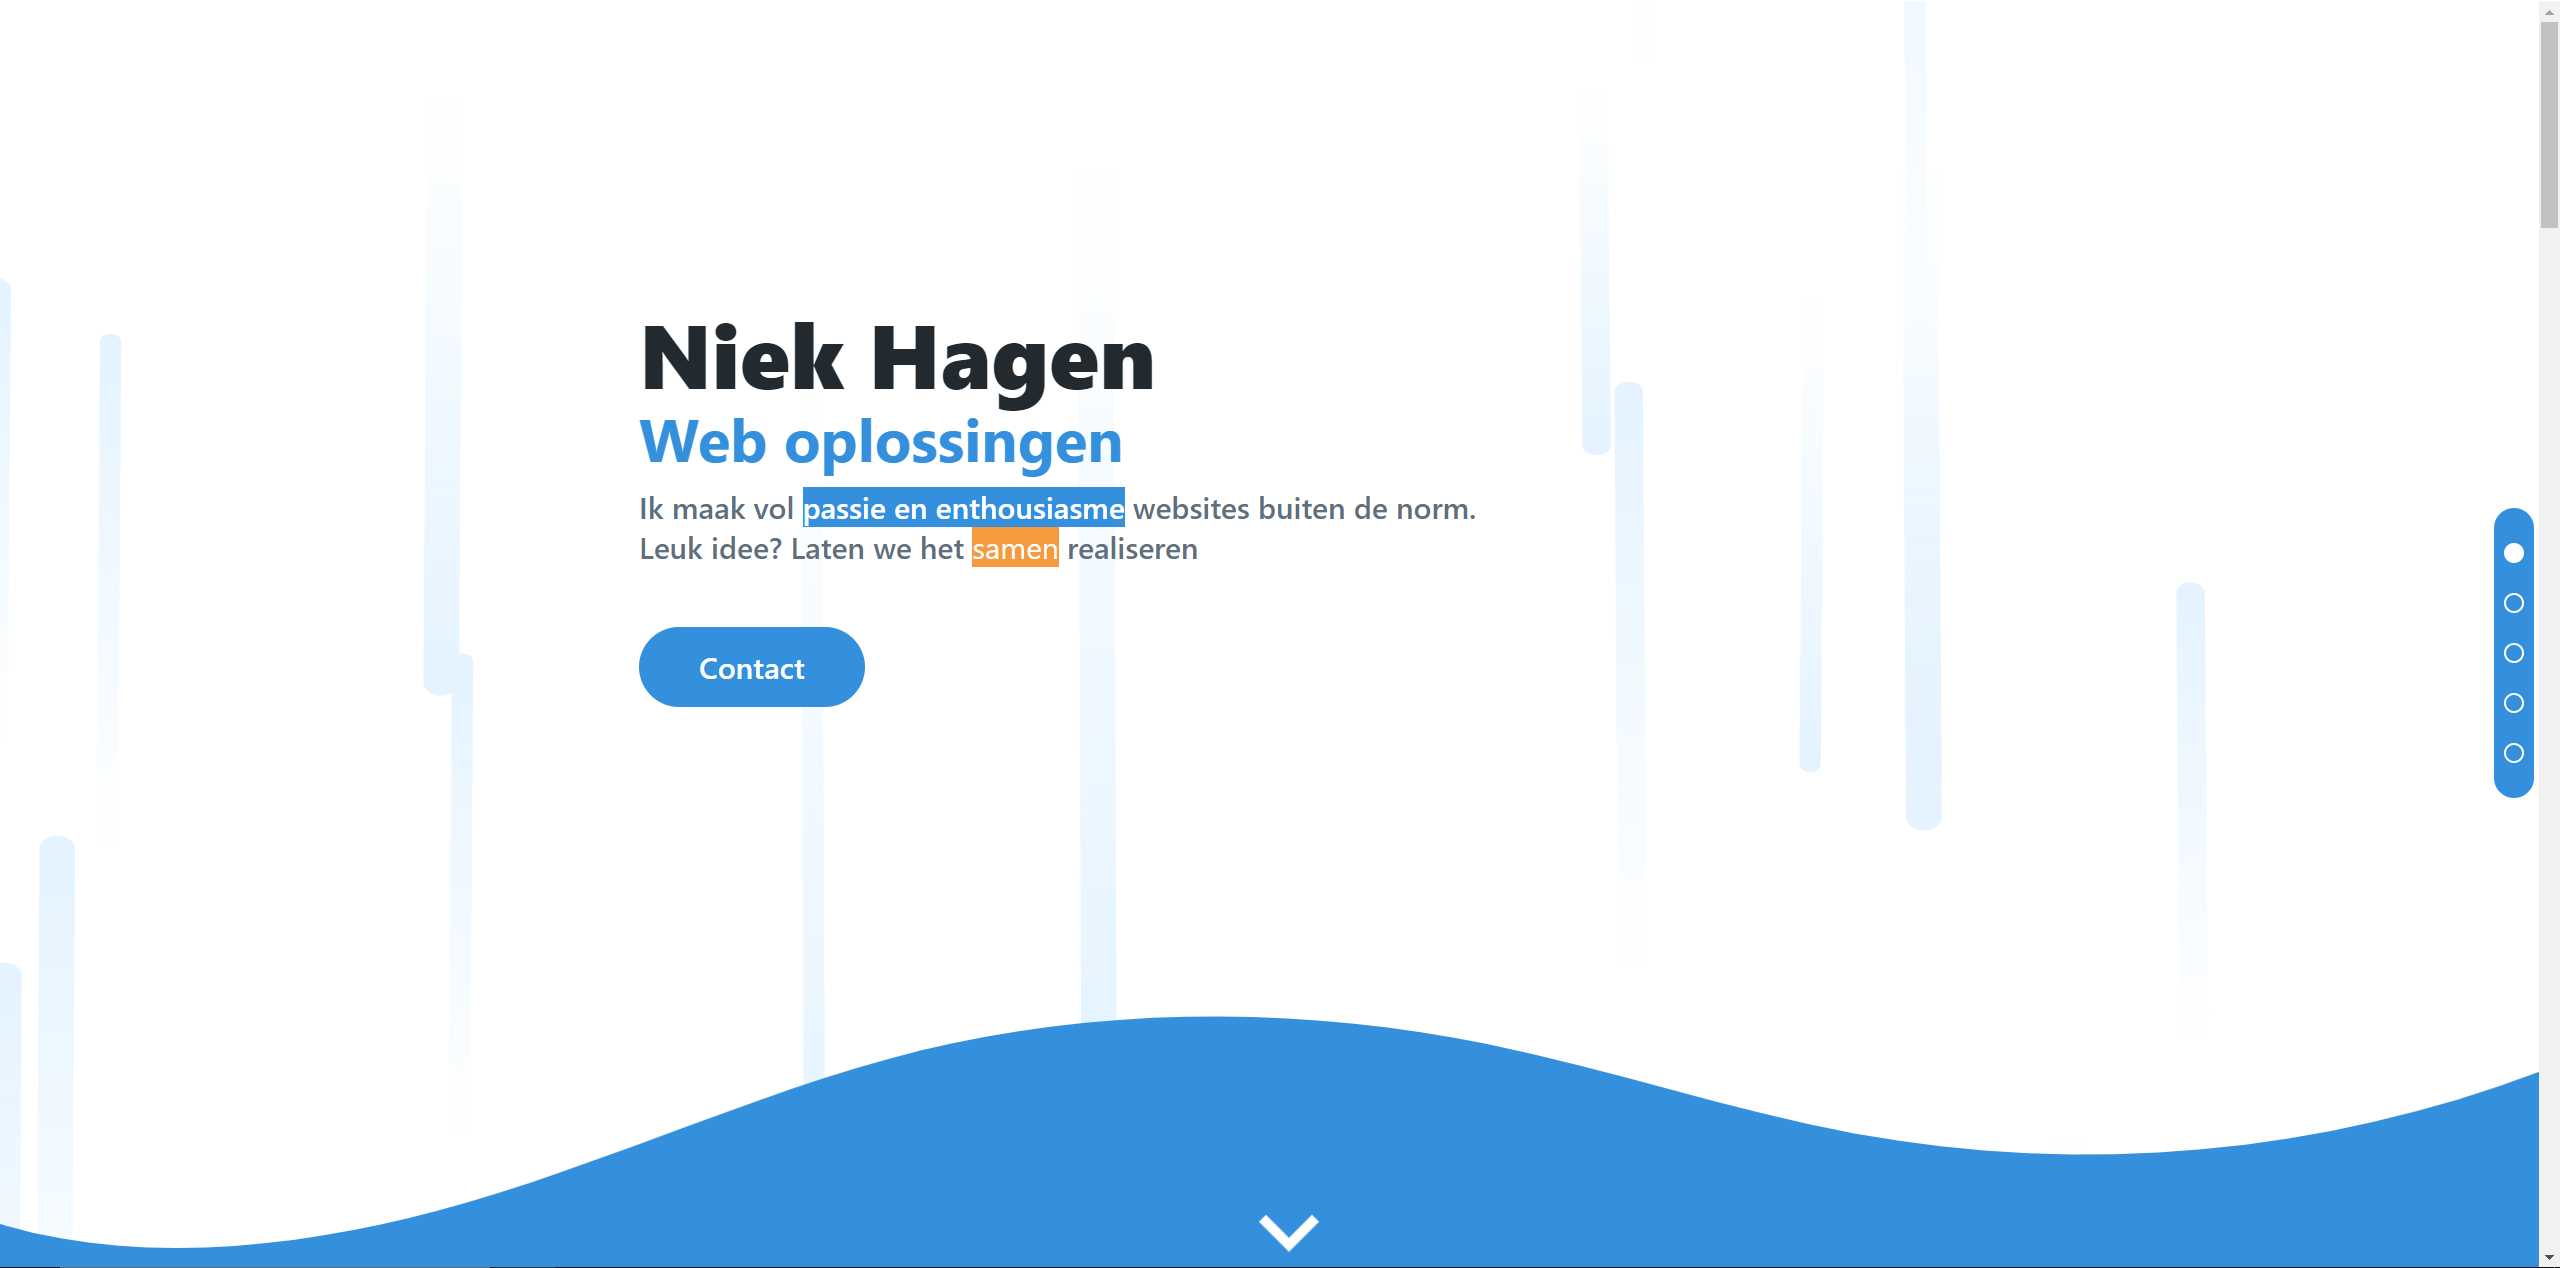 Niek Hagen
Web oplossingen
Ik maak vol passie en enthousiasme websites buiten de norm.
Leuk idee? Laten we het samen realiseren
Contact